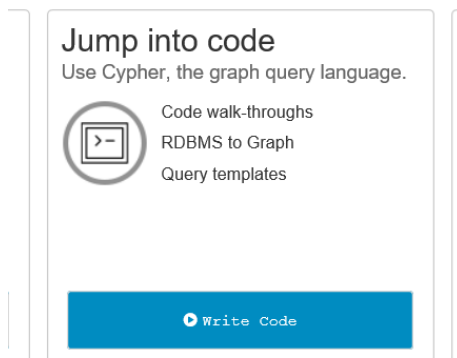 Jump into code
Use Cypher, the graph query language.
Code walk-throughs
RDBMS to Graph
Query templates
Write Code